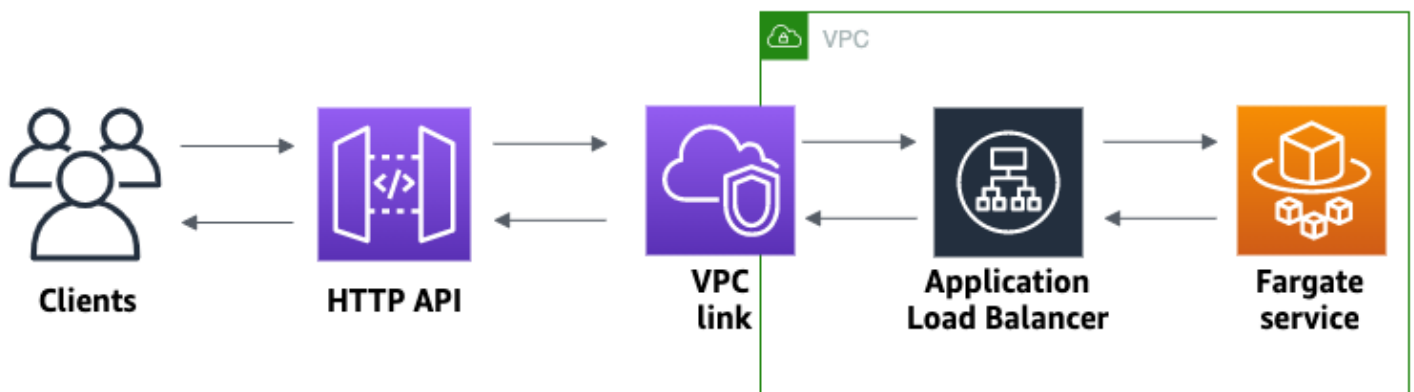 VPC
</>
Clients
HTTP API
VPC
link
Application
Load Balancer
Fargate
service